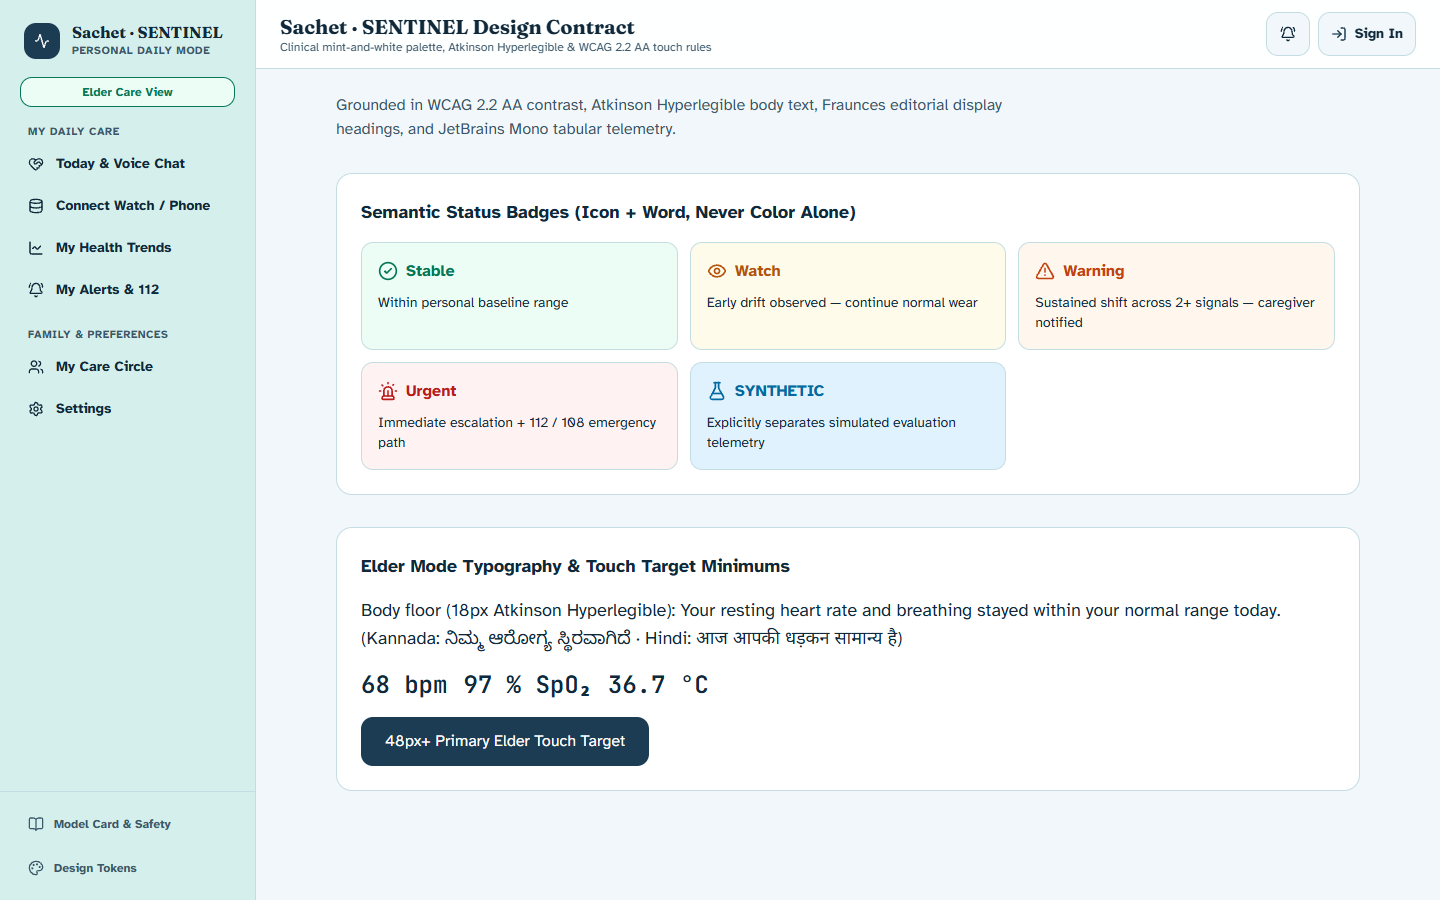 Sachet · SENTINEL
PERSONAL DAILY MODE
Elder Care View
MY DAILY CARE
Today & Voice Chat
Connect Watch / Phone
My Health Trends
My Alerts & 112
FAMILY & PREFERENCES
My Care Circle
Settings
Model Card & Safety
Design Tokens
Sachet · SENTINEL Design Contract
Clinical mint-and-white palette, Atkinson Hyperlegible & WCAG 2.2 AA touch rules
Sign In
Grounded in WCAG 2.2 AA contrast, Atkinson Hyperlegible body text, Fraunces editorial display
headings, and JetBrains Mono tabular telemetry.
Semantic Status Badges (Icon + Word, Never Color Alone)
Stable
Within personal baseline range
Watch
Early drift observed — continue normal wear
Warning
Sustained shift across 2+ signals — caregiver
notified
Urgent
Immediate escalation + 112 / 108 emergency
path
SYNTHETIC
Explicitly separates simulated evaluation
telemetry
Elder Mode Typography & Touch Target Minimums
Body floor (18px Atkinson Hyperlegible): Your resting heart rate and breathing stayed within your normal range today.
(Kannada: ನಿಮ್ಮ ಆರೋಗ್ಯ ಸ್ಥಿರವಾಗಿದೆ · Hindi: आज आपकी धड़कन सामान्य है)
68 bpm 97 % SpO₂ 36.7 °C
48px+ Primary Elder Touch Target